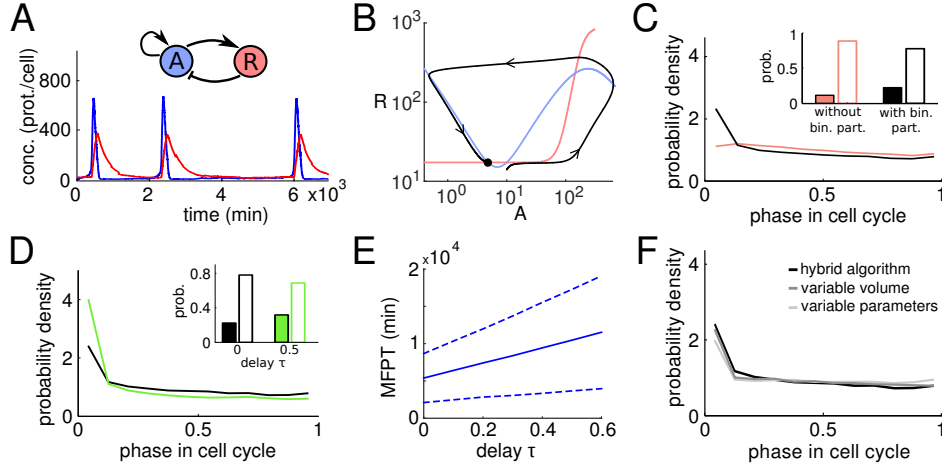 A
A
R
conc. (prot./cell)
800
400
0
0
2
4
6
x10³
time (min)
B
R
10³
10²
10¹
10⁰
10¹
10²
A
C
probability density
4
2
0
0
0.5
1
phase in cell cycle
prob.
1
0.5
0
without
bin. part.
with bin.
part.
D
probability density
4
2
0
0
0.5
1
phase in cell cycle
prob.
0.8
0.4
0
0
0.5
delay τ
E
x10⁴
MFPT (min)
2
1.5
1
0.5
0
0
0.2
0.4
0.6
delay τ
F
probability density
4
2
0
0
0.5
1
phase in cell cycle
hybrid algorithm
variable volume
variable parameters